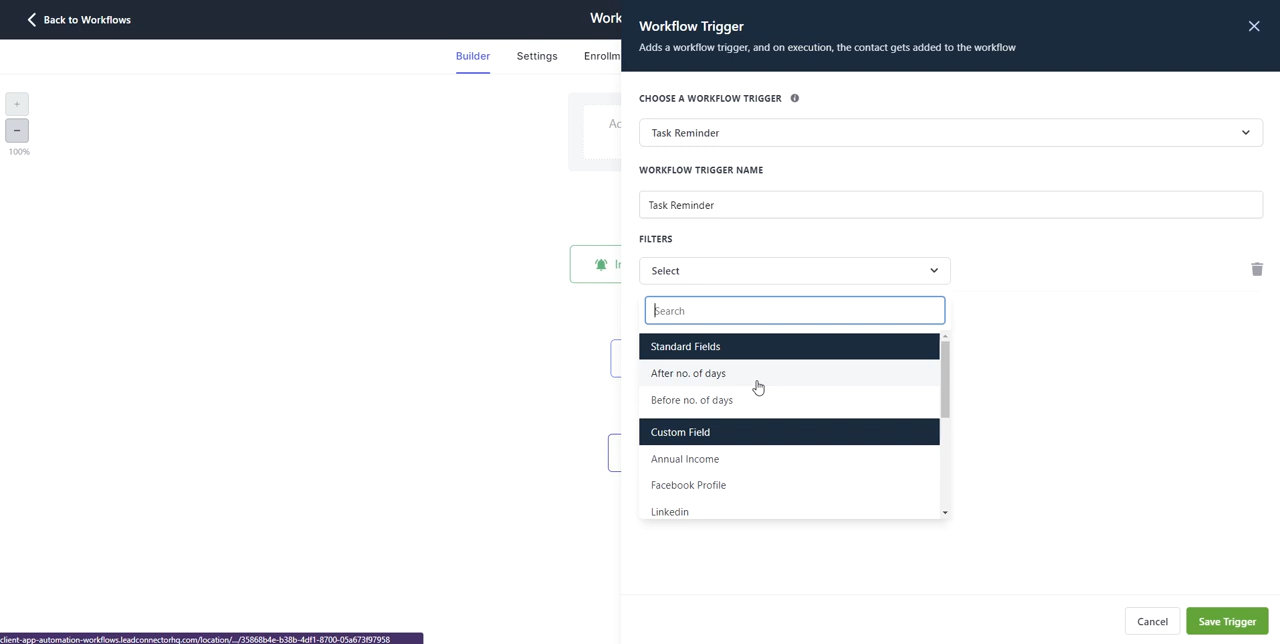 Back to Workflows
Work
Workflow Trigger
Adds a workflow trigger, and on execution, the contact gets added to the workflow
Builder
Settings
Enrollm
100%
CHOOSE A WORKFLOW TRIGGER
Task Reminder
WORKFLOW TRIGGER NAME
Task Reminder
FILTERS
Select
Search
Standard Fields
After no. of days
Before no. of days
Custom Field
Annual Income
Facebook Profile
Linkedin
Cancel
Save Trigger
client-app-automation-workflows.leadconnectorhq.com/location/.../35868b4e-b38b-4df1-8700-05a673f97958